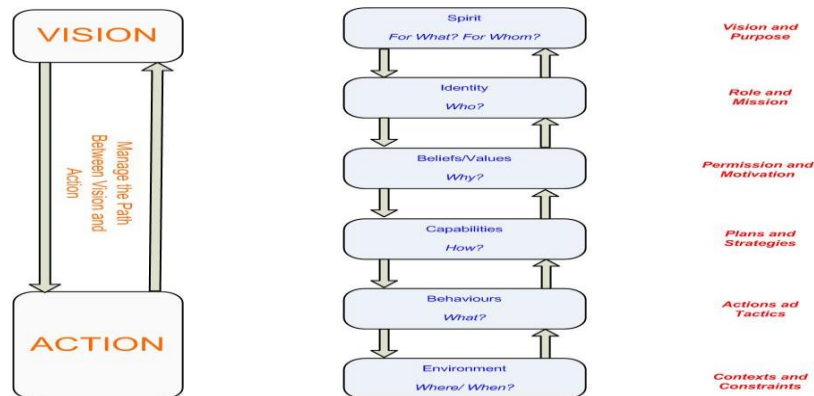 VISION
Manage the Path
Between Vision and
Action
ACTION
Spirit
For What? For Whom?
Identity
Who?
Beliefs/Values
Why?
Capabilities
How?
Behaviours
What?
Environment
Where/ When?
Vision and
Purpose
Role and
Mission
Permission and
Motivation
Plans and
Strategies
Actions ad
Tactics
Contexts and
Constraints